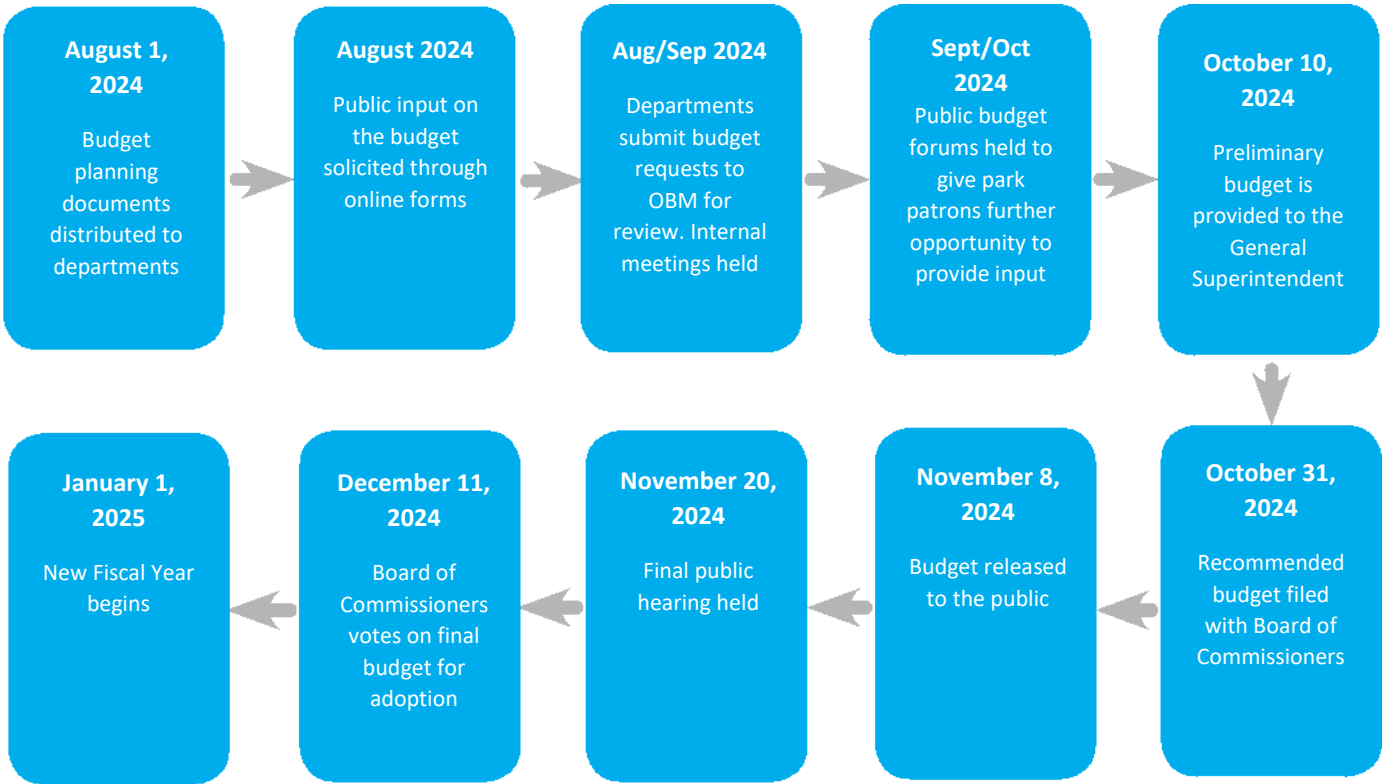 August 1,
2024
Budget
planning
documents
distributed to
departments
August 2024
Public input on
the budget
solicited through
online forms
Aug/Sep 2024
Departments
submit budget
requests to
OBM for
review. Internal
meetings held
Sept/Oct
2024
Public budget
forums held to
give park
patrons further
opportunity to
provide input
October 10,
2024
Preliminary
budget is
provided to the
General
Superintendent
October 31,
2024
Recommended
budget filed
with Board of
Commissioners
November 8,
2024
Budget released
to the public
November 20,
2024
Final public
hearing held
December 11,
2024
Board of
Commissioners
votes on final
budget for
adoption
January 1,
2025
New Fiscal Year
begins